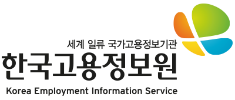 세계 일류 국가고용정보기관
한국고용정보원
Korea Employment Information Service